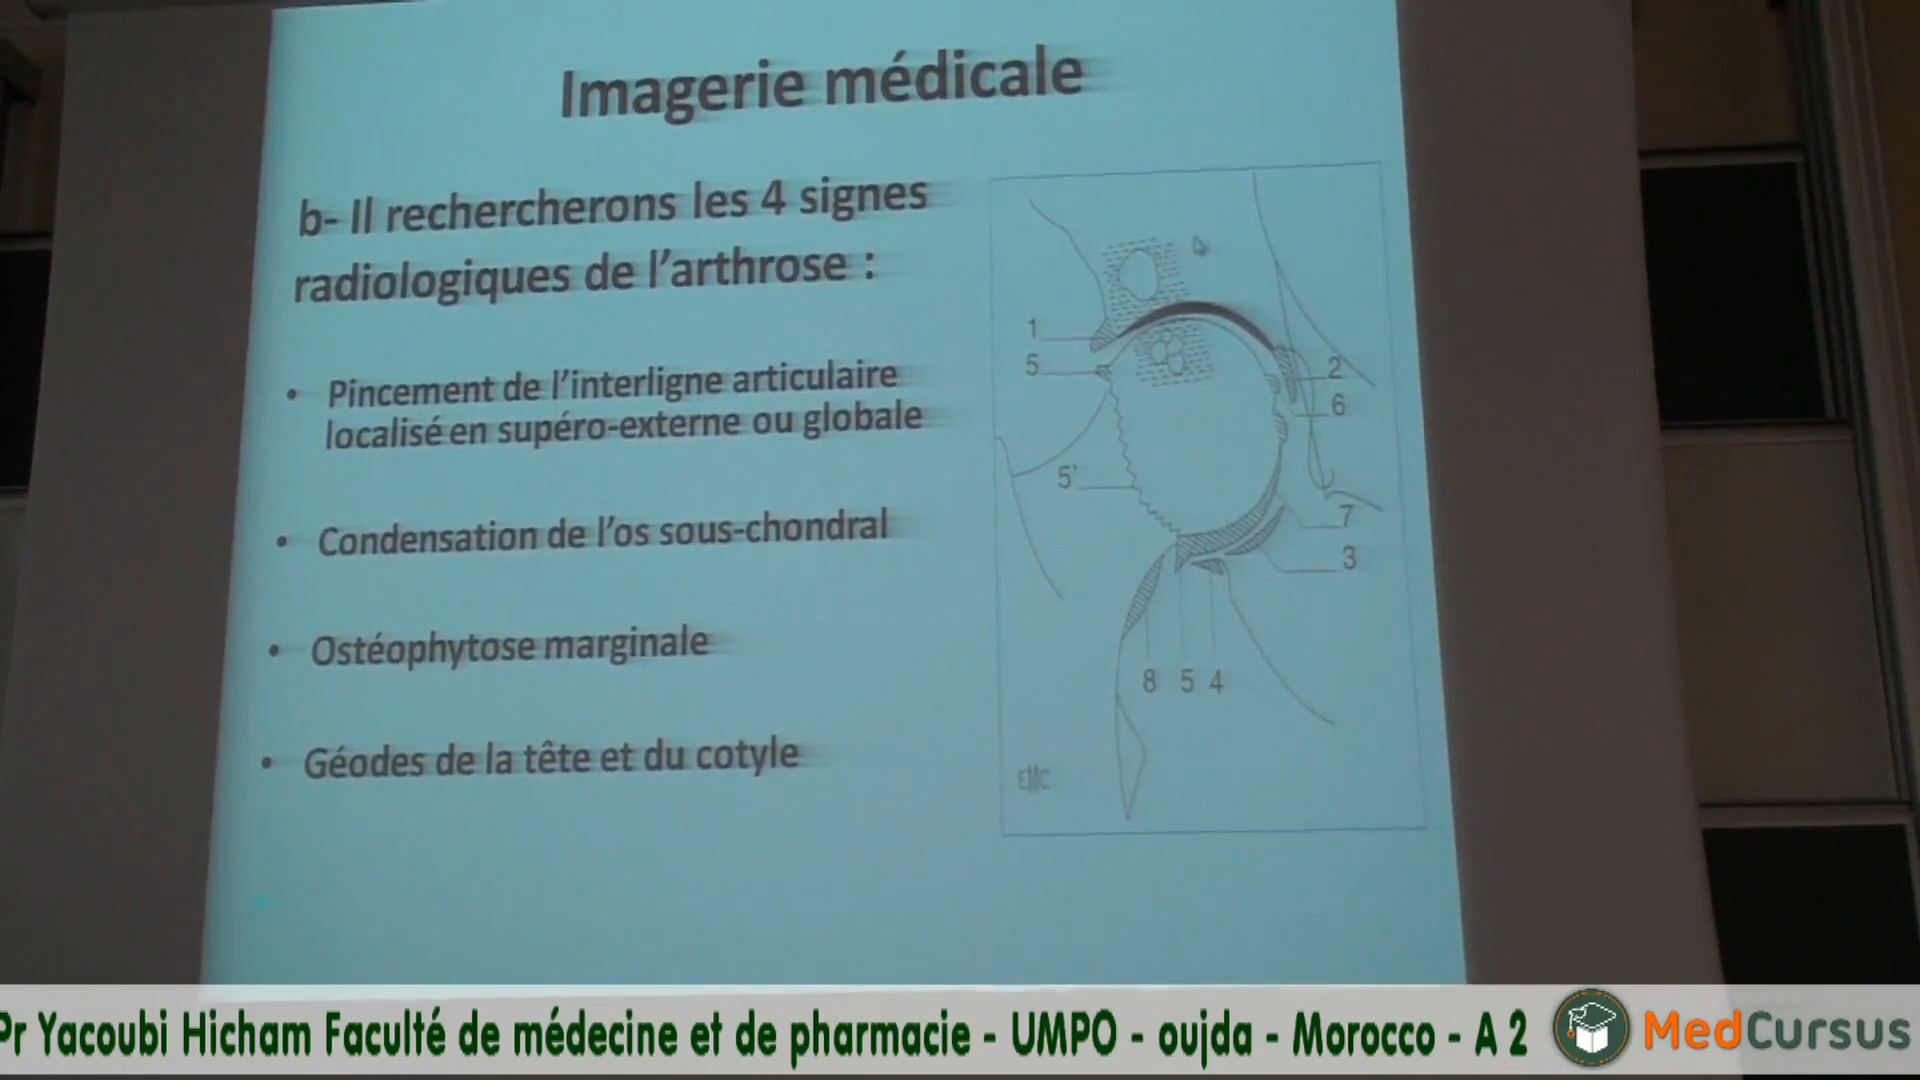 Imagerie médicale
b- Il rechercherons les 4 signes
radiologiques de l'arthrose :
• Pincement de l'interligne articulaire
localisé en supéro-externe ou globale
• Condensation de l'os sous-chondral
• Ostéophytose marginale
• Géodes de la tête et du cotyle
1
5
2
6
5'
7
3
8 5 4
EMC
Pr Yacoubi Hicham Faculté de médecine et de pharmacie - UMPO - oujda - Morocco - A 2
MedCursus